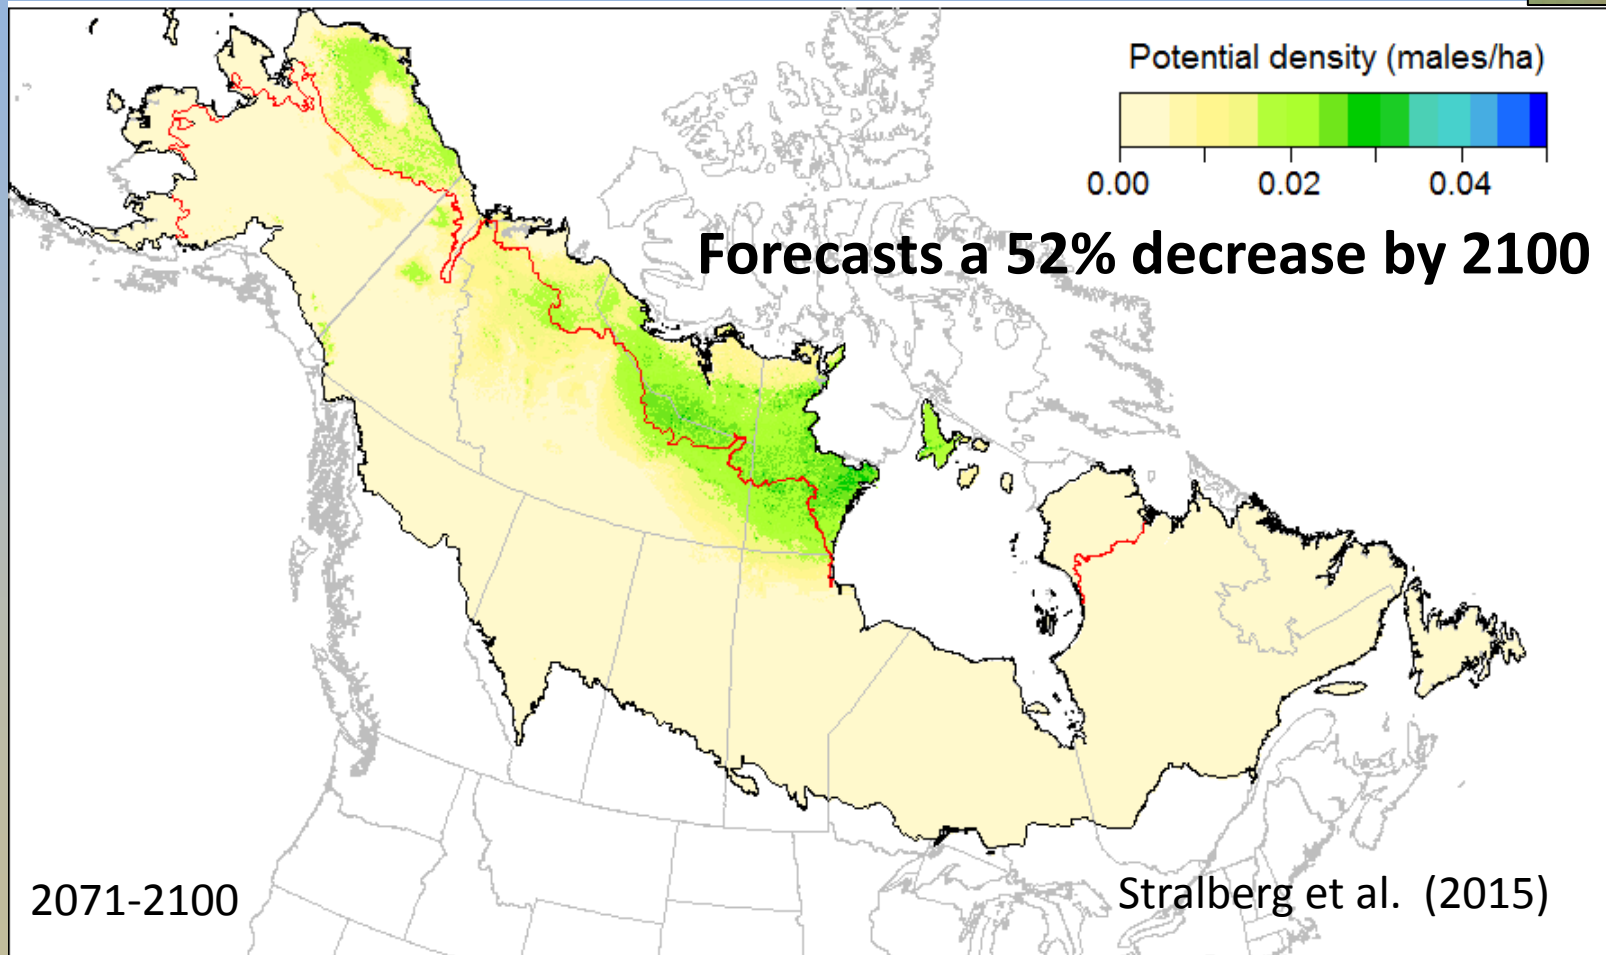 Potential density (males/ha)
0.00 0.02 0.04
Forecasts a 52% decrease by 2100
2071-2100
Stralberg et al. (2015)